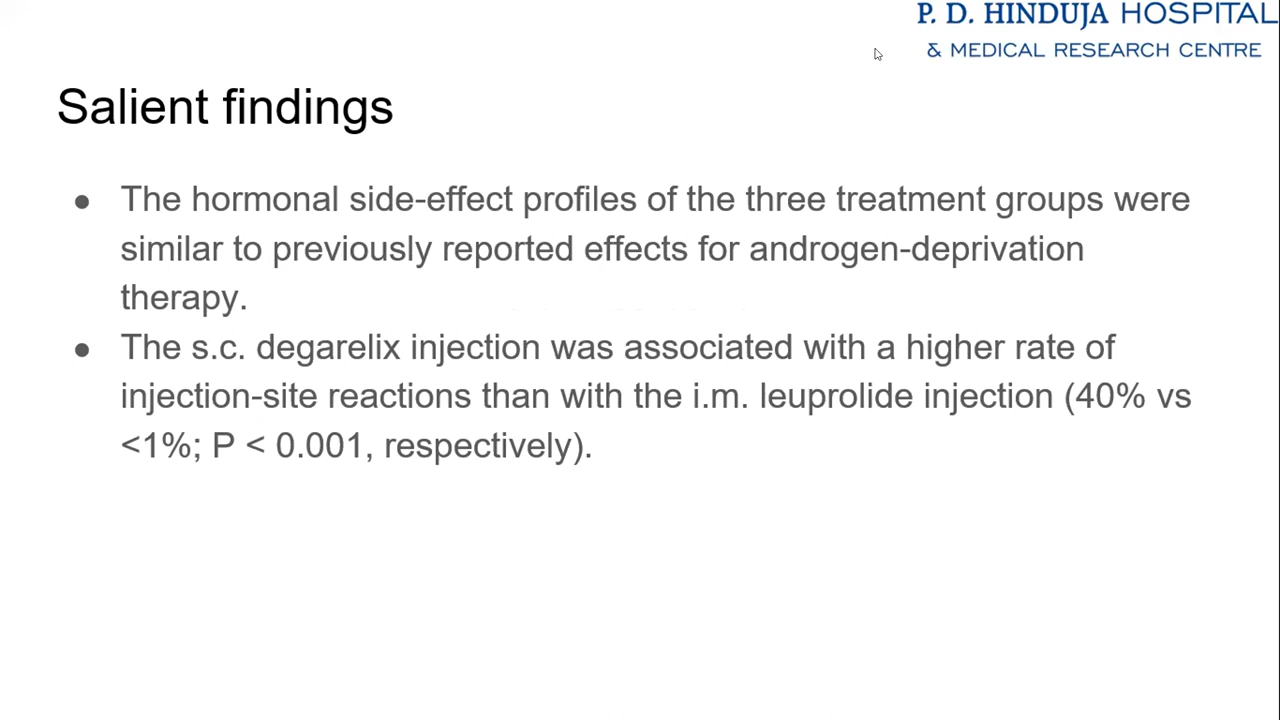 P. D. HINDUJA HOSPITAL
& MEDICAL RESEARCH CENTRE
Salient findings
● The hormonal side-effect profiles of the three treatment groups were
similar to previously reported effects for androgen-deprivation
therapy.
● The s.c. degarelix injection was associated with a higher rate of
injection-site reactions than with the i.m. leuprolide injection (40% vs
<1%; P < 0.001, respectively).